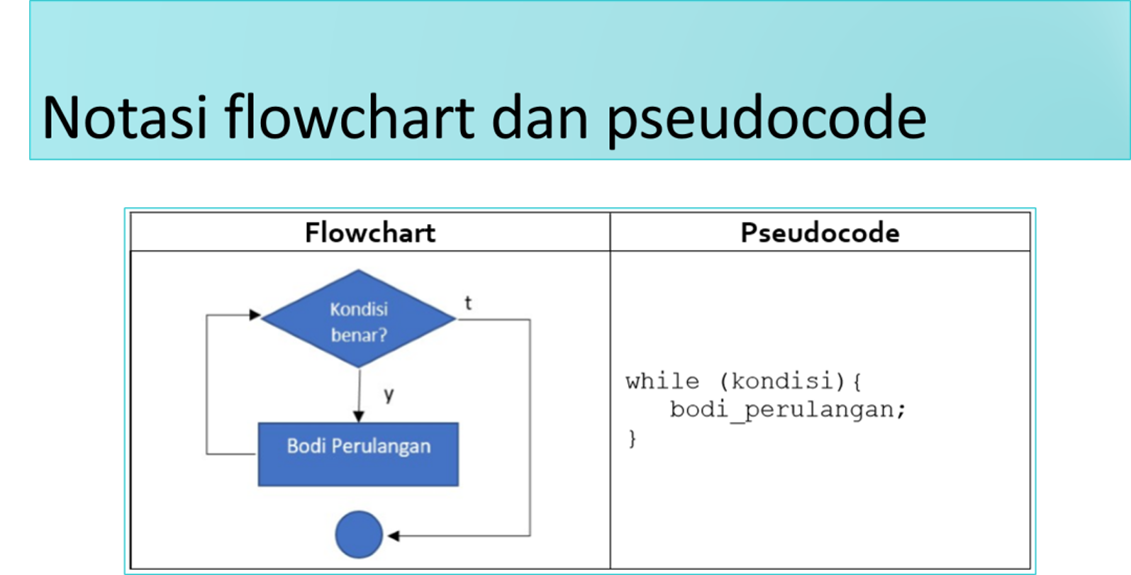 Notasi flowchart dan pseudocode
Flowchart
Pseudocode
Kondisi
benar?
t
y
Bodi Perulangan
while (kondisi){
bodi_perulangan;
}